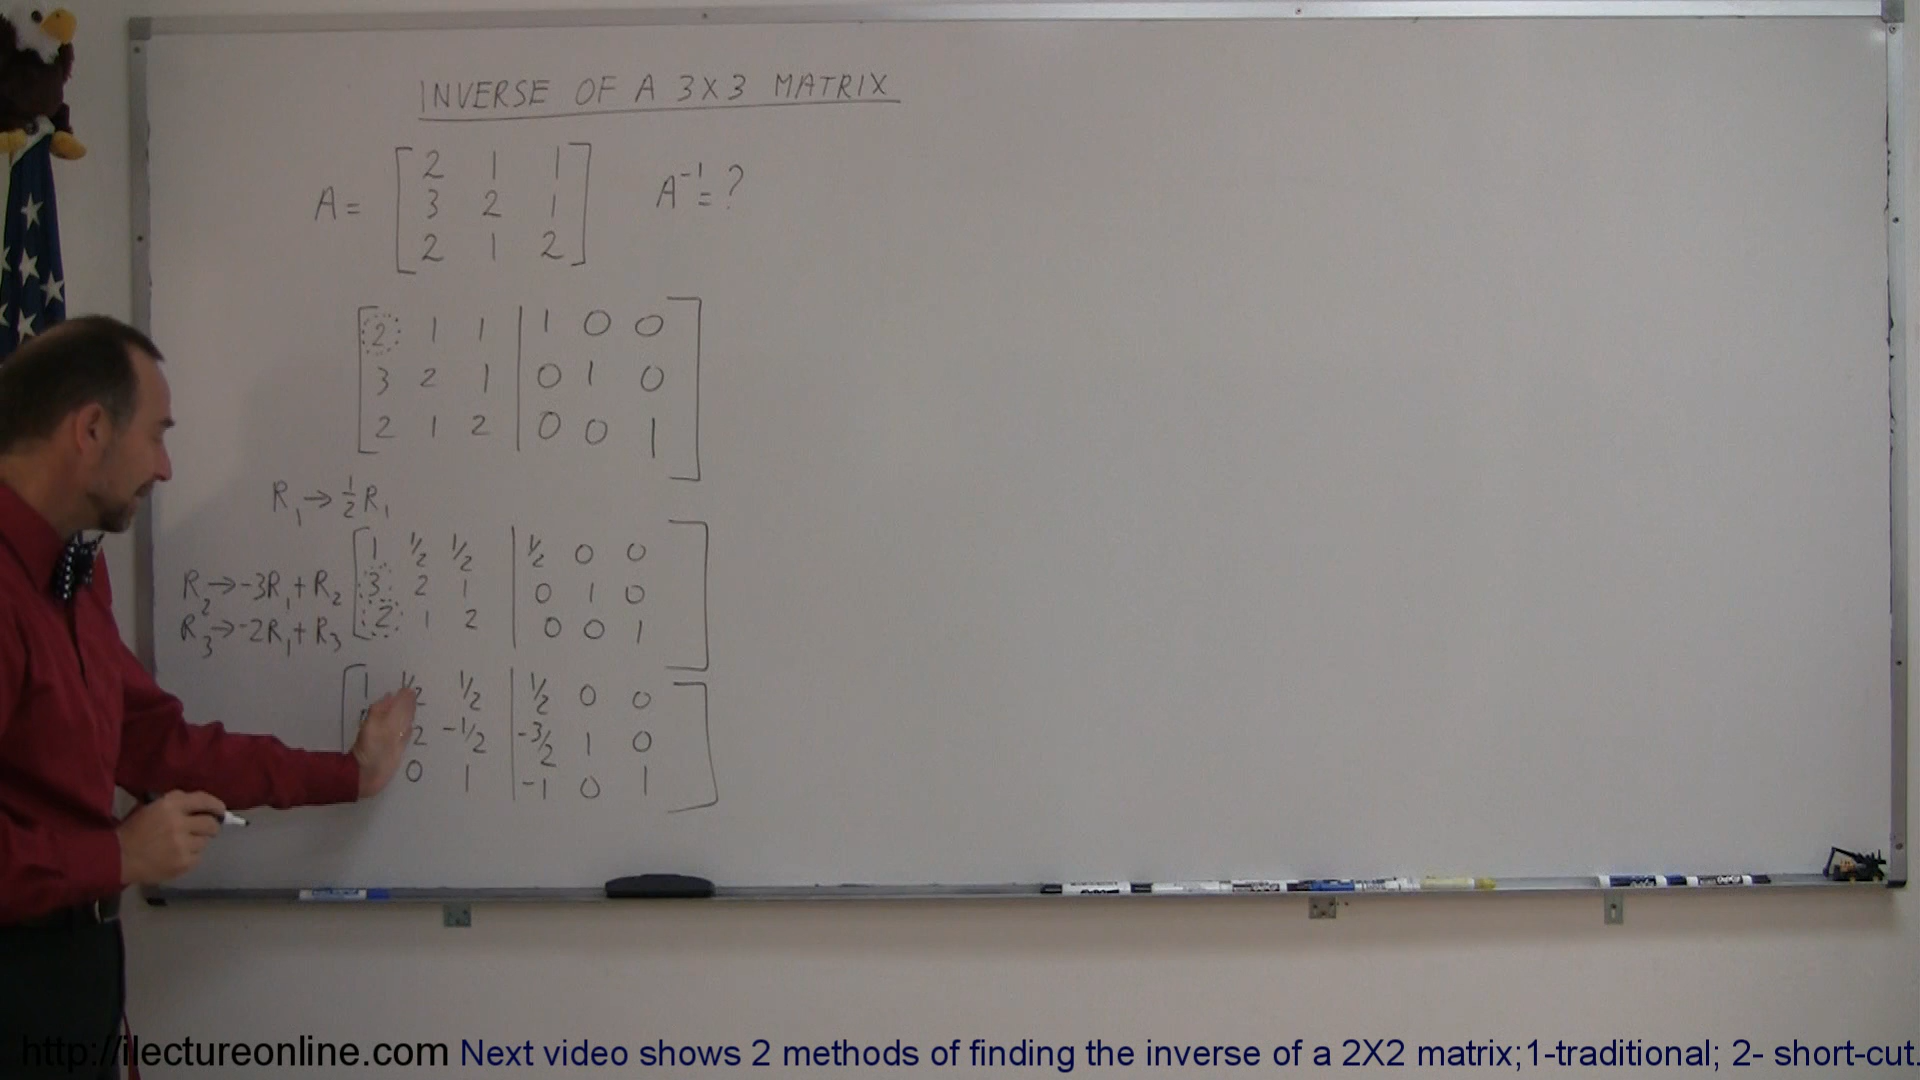 INVERSE OF A 3X3 MATRIX
A = [ 2 1 1
3 2 1
2 1 2 ]
A⁻¹ = ?
[ 2 1 1 | 1 0 0
3 2 1 | 0 1 0
2 1 2 | 0 0 1 ]
R₁ → ½ R₁
[ 1 1/2 1/2 | 1/2 0 0
R₂ → -3R₁ + R₂ 3 2 1 | 0 1 0
R₃ → -2R₁ + R₃ 2 1 2 | 0 0 1 ]
[ 1 1/2 1/2 | 1/2 0 0
2 -1/2 | -3/2 1 0
0 1 | -1 0 1 ]
http://ilectureonline.com Next video shows 2 methods of finding the inverse of a 2X2 matrix;1-traditional; 2- short-cut.